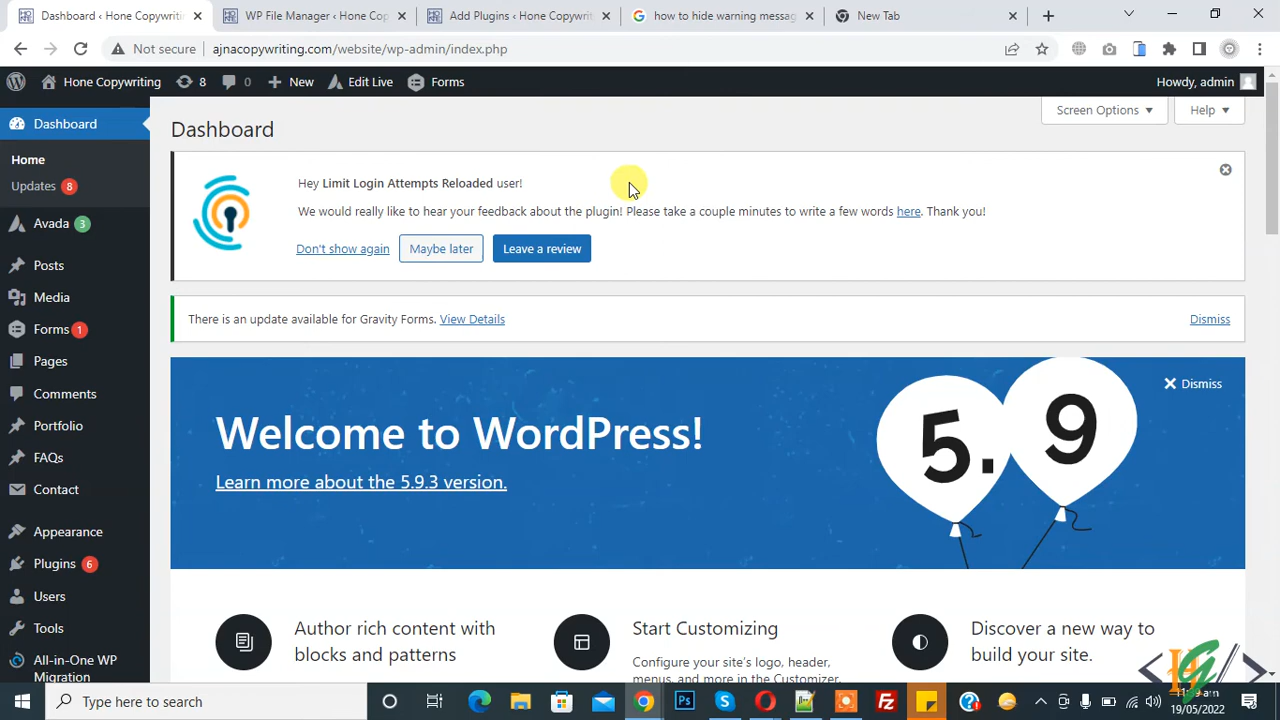 Dashboard ‹ Hone Copywriti
WP File Manager ‹ Hone Copyw
Add Plugins ‹ Hone Copywriti
how to hide warning messag
New Tab
Not secure
ajnacopywriting.com/website/wp-admin/index.php
Hone Copywriting
8
0
New
Edit Live
Forms
Howdy, admin
Dashboard
Home
Updates 8
Avada 3
Posts
Media
Forms 1
Pages
Comments
Portfolio
FAQs
Contact
Appearance
Plugins 6
Users
Tools
All-in-One WP
Migration
Screen Options
Help
Dashboard
Hey Limit Login Attempts Reloaded user!
We would really like to hear your feedback about the plugin! Please take a couple minutes to write a few words here. Thank you!
Don't show again
Maybe later
Leave a review
There is an update available for Gravity Forms. View Details
Dismiss
Dismiss
Welcome to WordPress!
Learn more about the 5.9.3 version.
5.9
Author rich content with
blocks and patterns
Start Customizing
Configure your site's logo, header,
menus, and more in the Customizer.
Discover a new way to
build your site.
Type here to search
19/05/2022